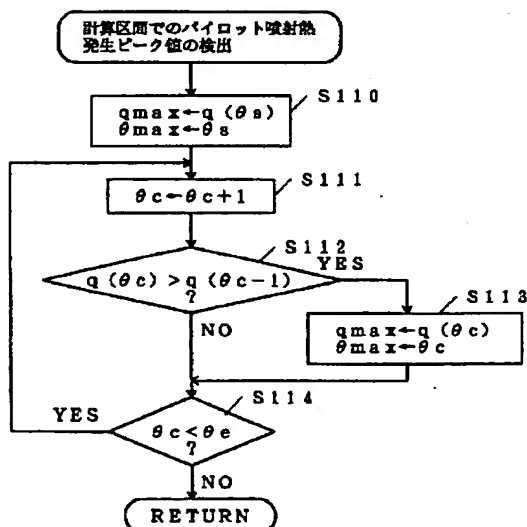 計算区間でのパイロット噴射熱
発生ピーク値の検出
S110
qmax←q(θs)
θmax←θs
S111
θc←θc+1
S112
q(θc)>q(θc-1)
?
YES
NO
S113
qmax←q(θc)
θmax←θc
S114
θc<θe
?
YES
NO
RETURN